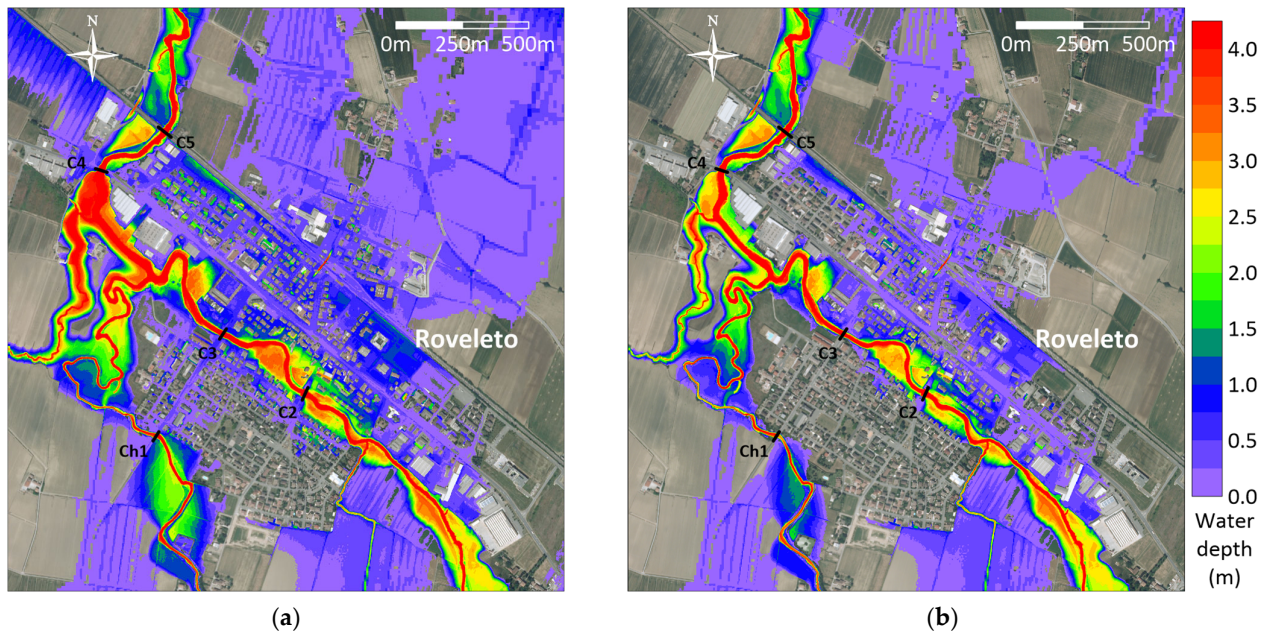 N
0m 250m 500m
C5
C4
C3
Roveleto
C2
Ch1
(a)
N
0m 250m 500m
C5
C4
C3
Roveleto
C2
Ch1
(b)
4.0
3.5
3.0
2.5
2.0
1.5
1.0
0.5
0.0
Water
depth
(m)